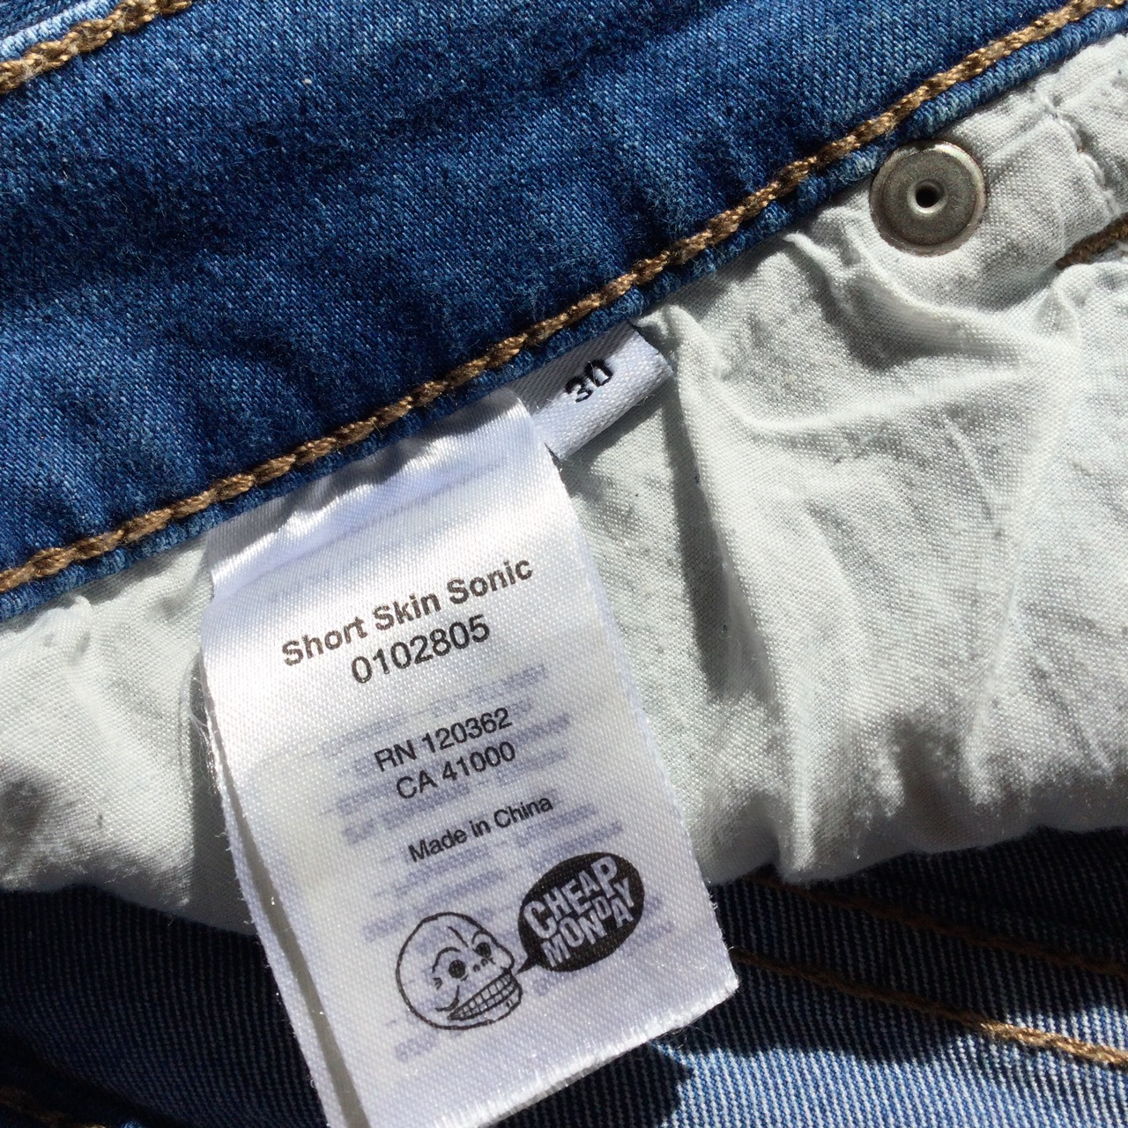 30
Short Skin Sonic
0102805
RN 120362
CA 41000
Made in China
CHEAP
MONDAY